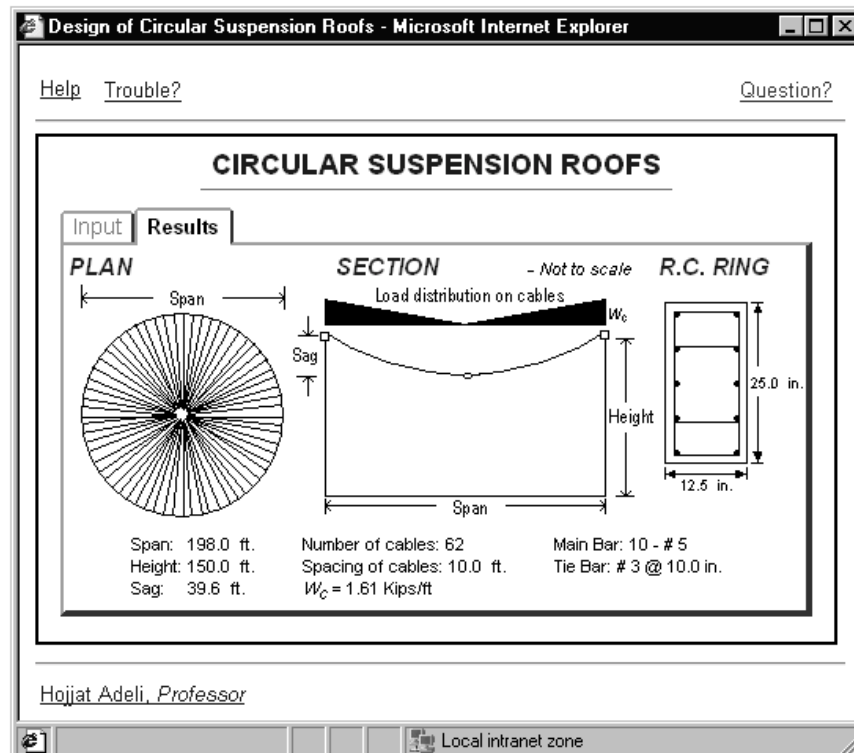 Design of Circular Suspension Roofs - Microsoft Internet Explorer
Help Trouble? Question?
CIRCULAR SUSPENSION ROOFS
Input Results
PLAN SECTION - Not to scale R.C. RING
Span Load distribution on cables
Wc
Sag
25.0 in.
Height
12.5 in.
Span
Span: 198.0 ft. Number of cables: 62 Main Bar: 10 - # 5
Height: 150.0 ft. Spacing of cables: 10.0 ft. Tie Bar: # 3 @ 10.0 in.
Sag: 39.6 ft. Wc = 1.61 Kips/ft
Hojjat Adeli, Professor
Local intranet zone